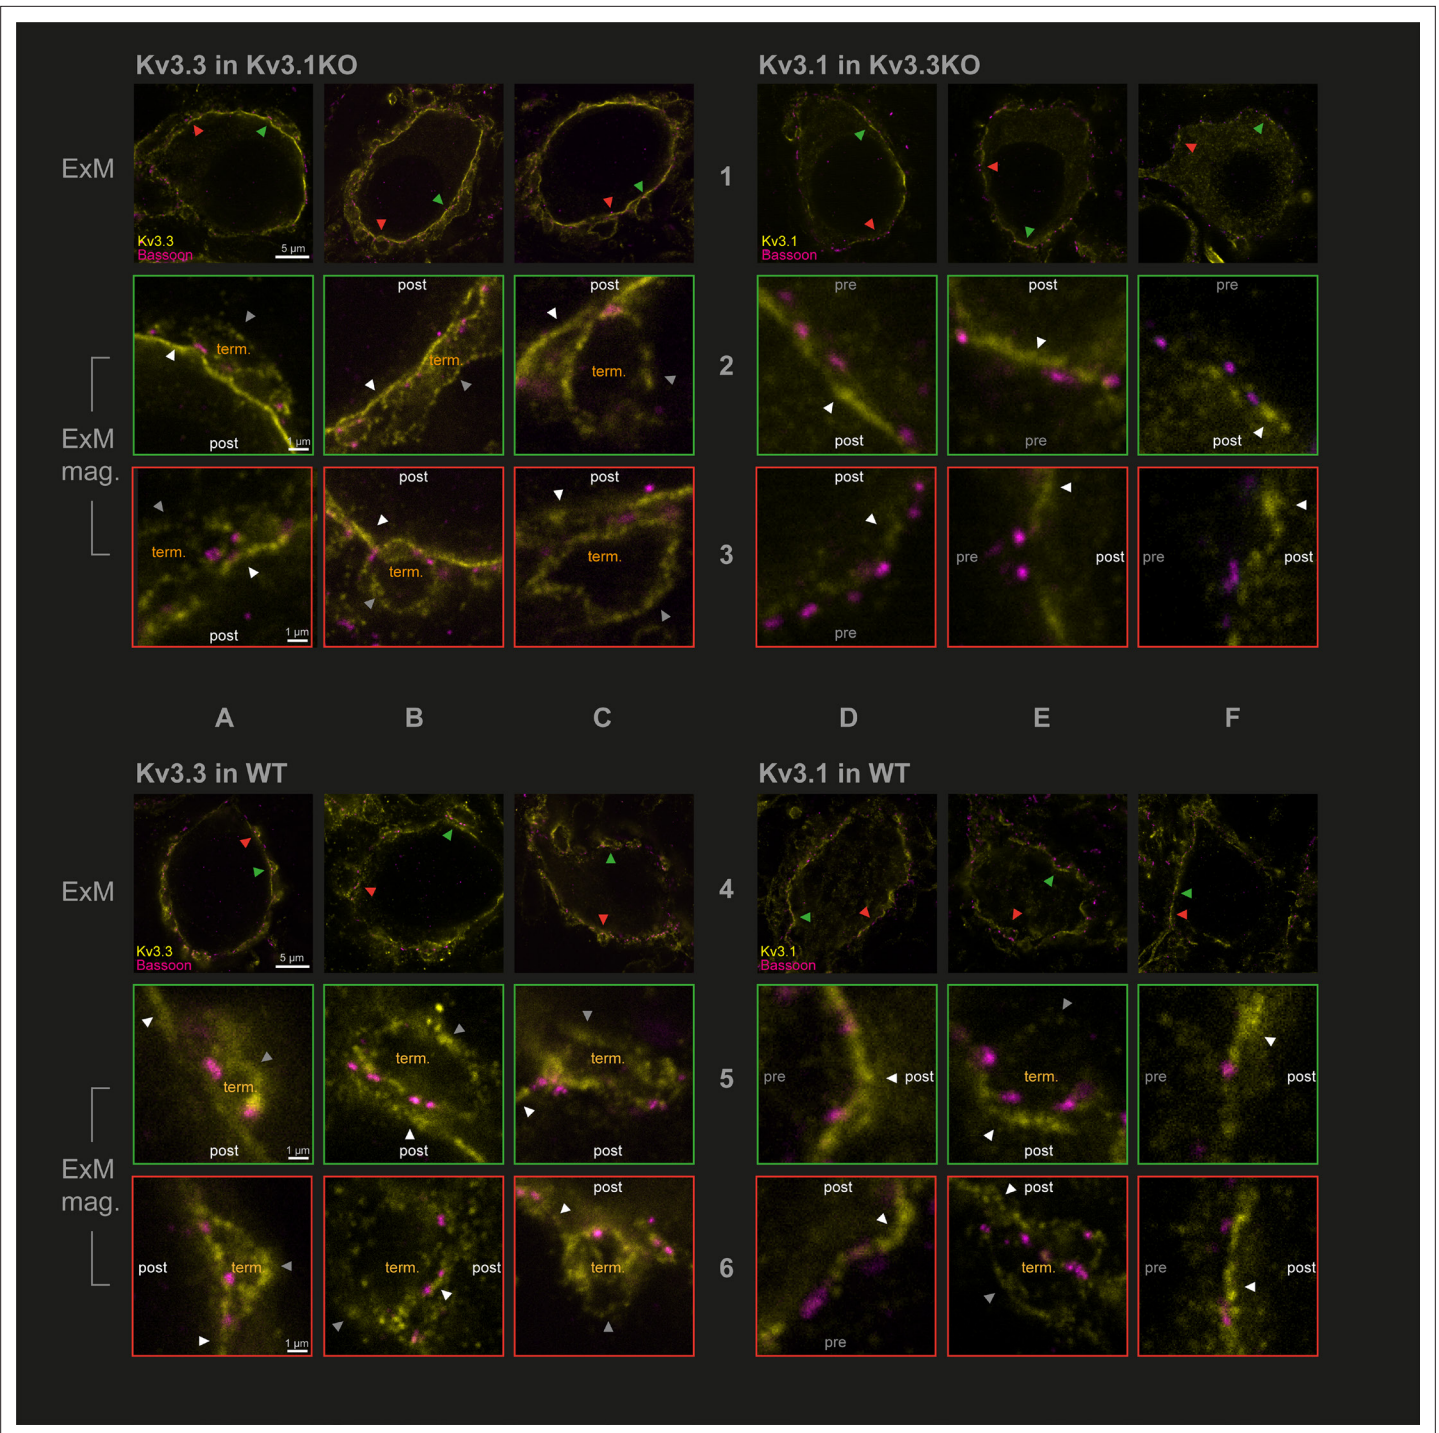 Kv3.3 in Kv3.1KO
Kv3.1 in Kv3.3KO
ExM
Kv3.3
Bassoon
5 µm
1
Kv3.1
Bassoon
term.
post
1 µm
post
term.
post
term.
2
pre
post
post
pre
pre
post
ExM
mag.
term.
post
1 µm
post
term.
post
term.
3
post
pre
pre
post
pre
post
A
B
C
D
E
F
Kv3.3 in WT
Kv3.1 in WT
ExM
Kv3.3
Bassoon
5 µm
4
Kv3.1
Bassoon
term.
post
1 µm
term.
post
term.
post
5
pre
post
term.
post
pre
post
ExM
mag.
post
term.
1 µm
term.
post
post
term.
6
post
pre
post
term.
pre
post